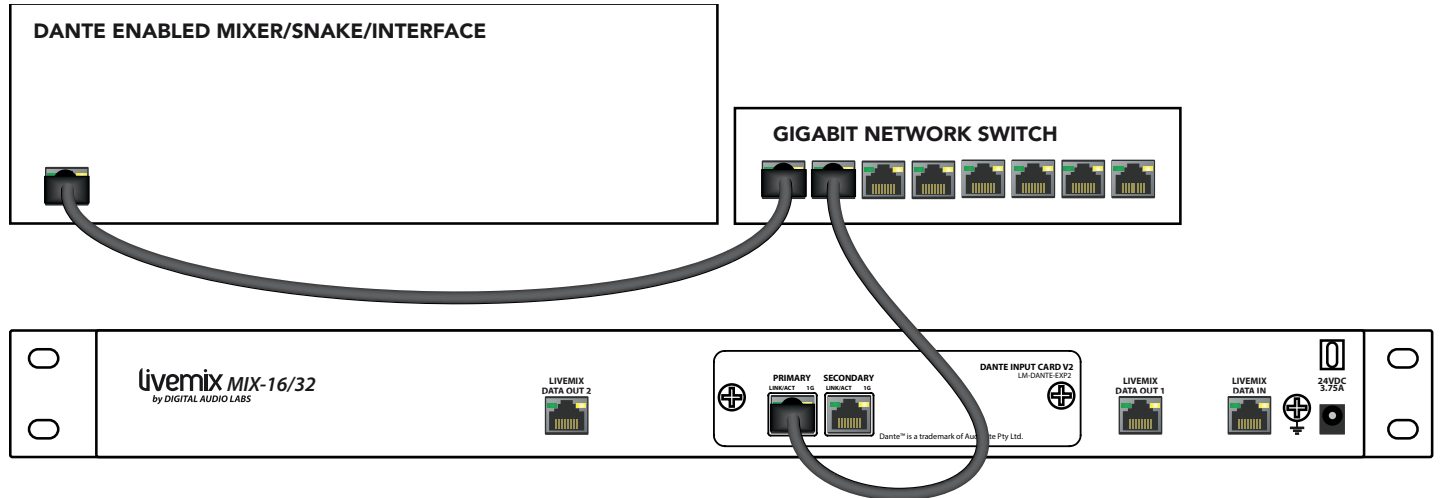 DANTE ENABLED MIXER/SNAKE/INTERFACE
GIGABIT NETWORK SWITCH
livemix MIX-16/32
by DIGITAL AUDIO LABS
LIVEMIX
DATA OUT 2
PRIMARY
LINK/ACT 1G
SECONDARY
LINK/ACT 1G
DANTE INPUT CARD V2
LM-DANTE-EXP2
Dante™ is a trademark of Pty Ltd.
LIVEMIX
DATA OUT 1
LIVEMIX
DATA IN
24VDC
3.75A